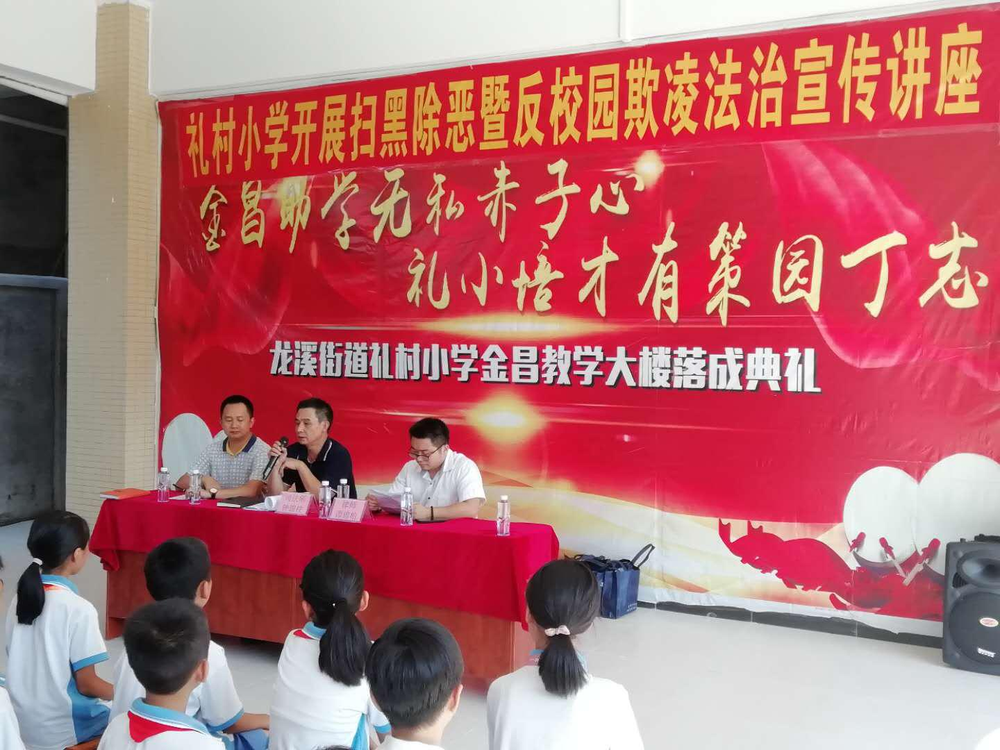 礼村小学开展扫黑除恶暨反校园欺凌法治宣传讲座
金昌助学无私赤子心
礼小培才有策园丁志
龙溪街道礼村小学金昌教学大楼落成典礼
律师